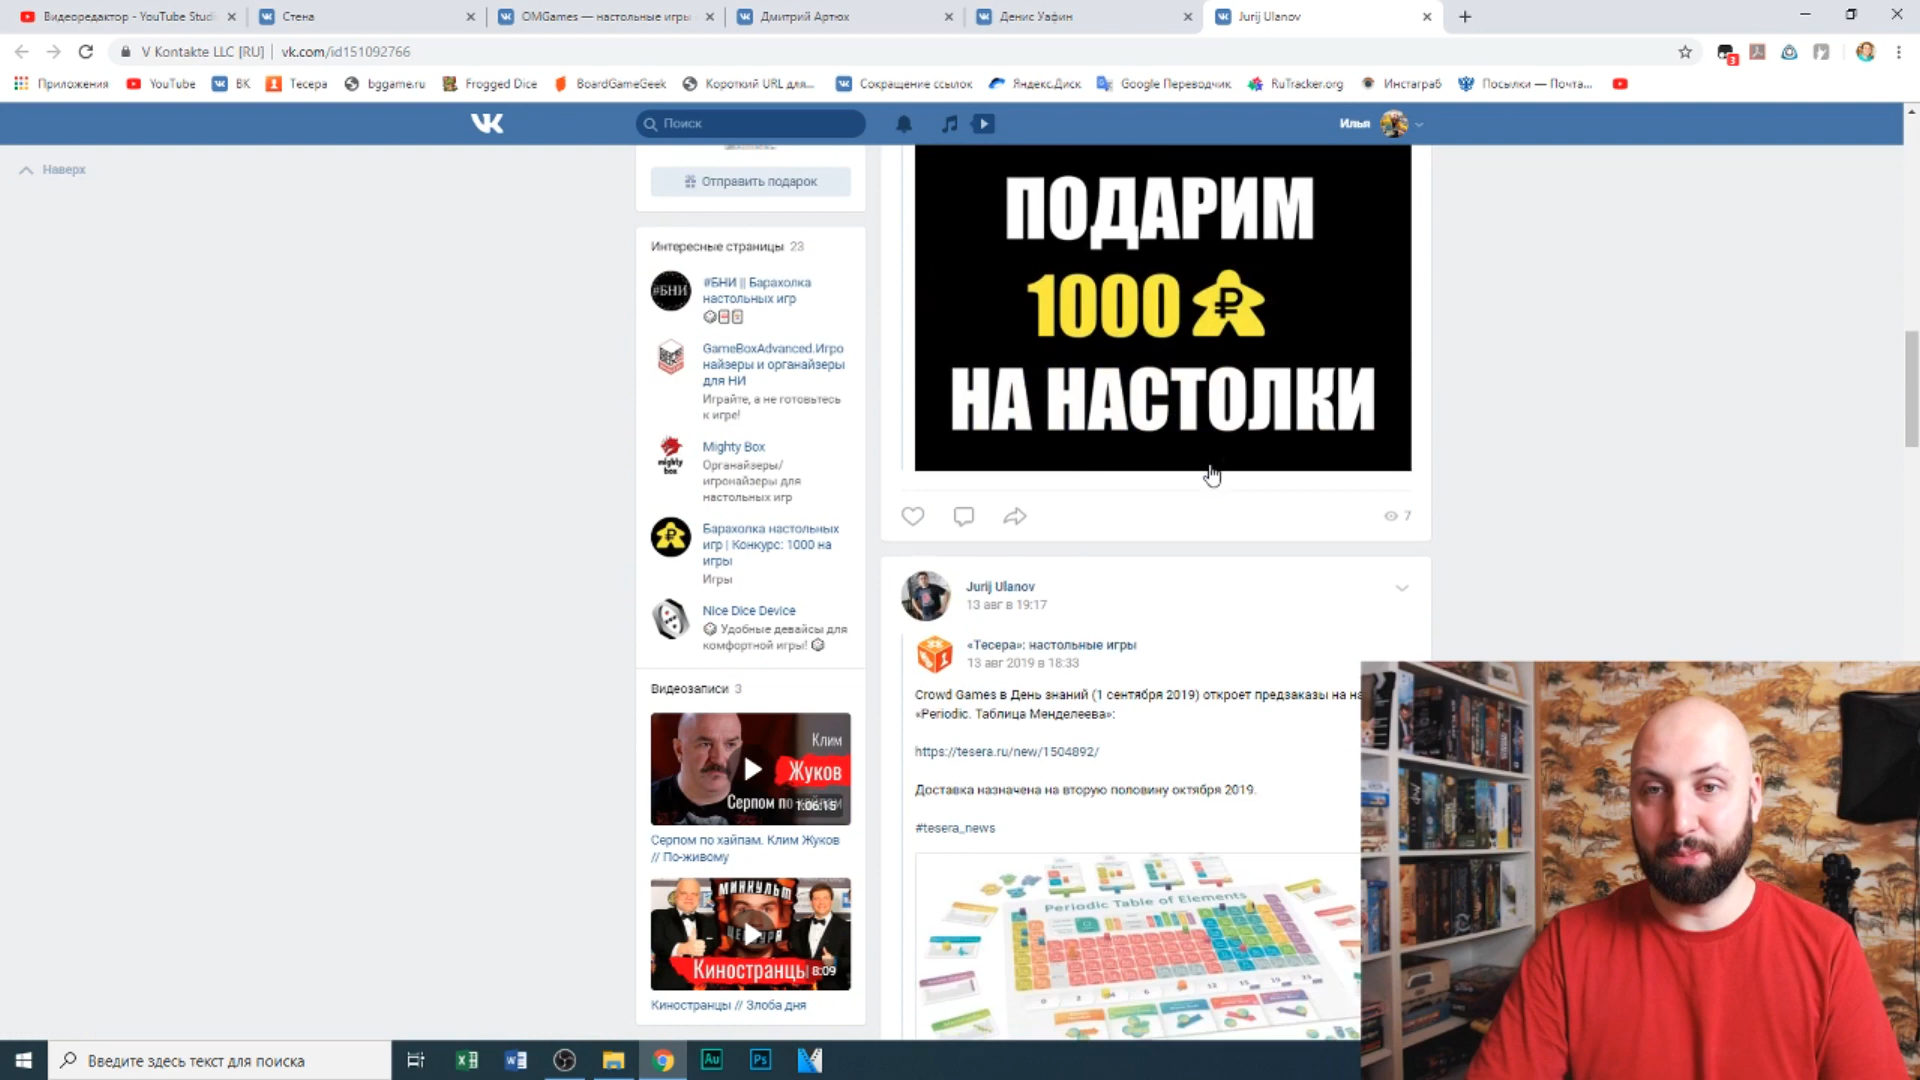 Видеоредактор - YouTube Studi
Стена
OMGames — настольные игры
Дмитрий Артюх
Денис Уафин
Jurij Ulanov
V Kontakte LLC [RU] | vk.com/id151092766
3
Приложения
YouTube
ВК
Тесера
bggame.ru
Frogged Dice
BoardGameGeek
Короткий URL для...
Сокращение ссылок
Яндекс.Диск
Google Переводчик
RuTracker.org
Инстаграб
Посылки — Почта...
Поиск
Илья
Наверх
Отправить подарок
Интересные страницы 23
#БНИ
#БНИ || Барахолка
настольных игр
GameBoxAdvanced.Игро
найзеры и органайзеры
для НИ
Играйте, а не готовьтесь
к игре!
mighty
box
Mighty Box
Органайзеры/
игронайзеры для
настольных игр
Барахолка настольных
игр | Конкурс: 1000 на
игры
Игры
Nice Dice Device
Удобные девайсы для
комфортной игры!
Видеозаписи 3
Клим
Жуков
Серпом по хайпам
1:06:15
Серпом по хайпам. Клим Жуков
// По-живому
МИНКУЛЬТ
ЦЕНЗУРА
Киностранцы
8:09
Киностранцы // Злоба дня
ПОДАРИМ
1000 ₽
НА НАСТОЛКИ
7
Jurij Ulanov
13 авг в 19:17
«Тесера»: настольные игры
13 авг 2019 в 18:33
Crowd Games в День знаний (1 сентября 2019) откроет предзаказы на на
«Periodic. Таблица Менделеева»:
https://tesera.ru/new/1504892/
Доставка назначена на вторую половину октября 2019.
#tesera_news
Periodic Table of Elements
Введите здесь текст для поиска
Au
Ps